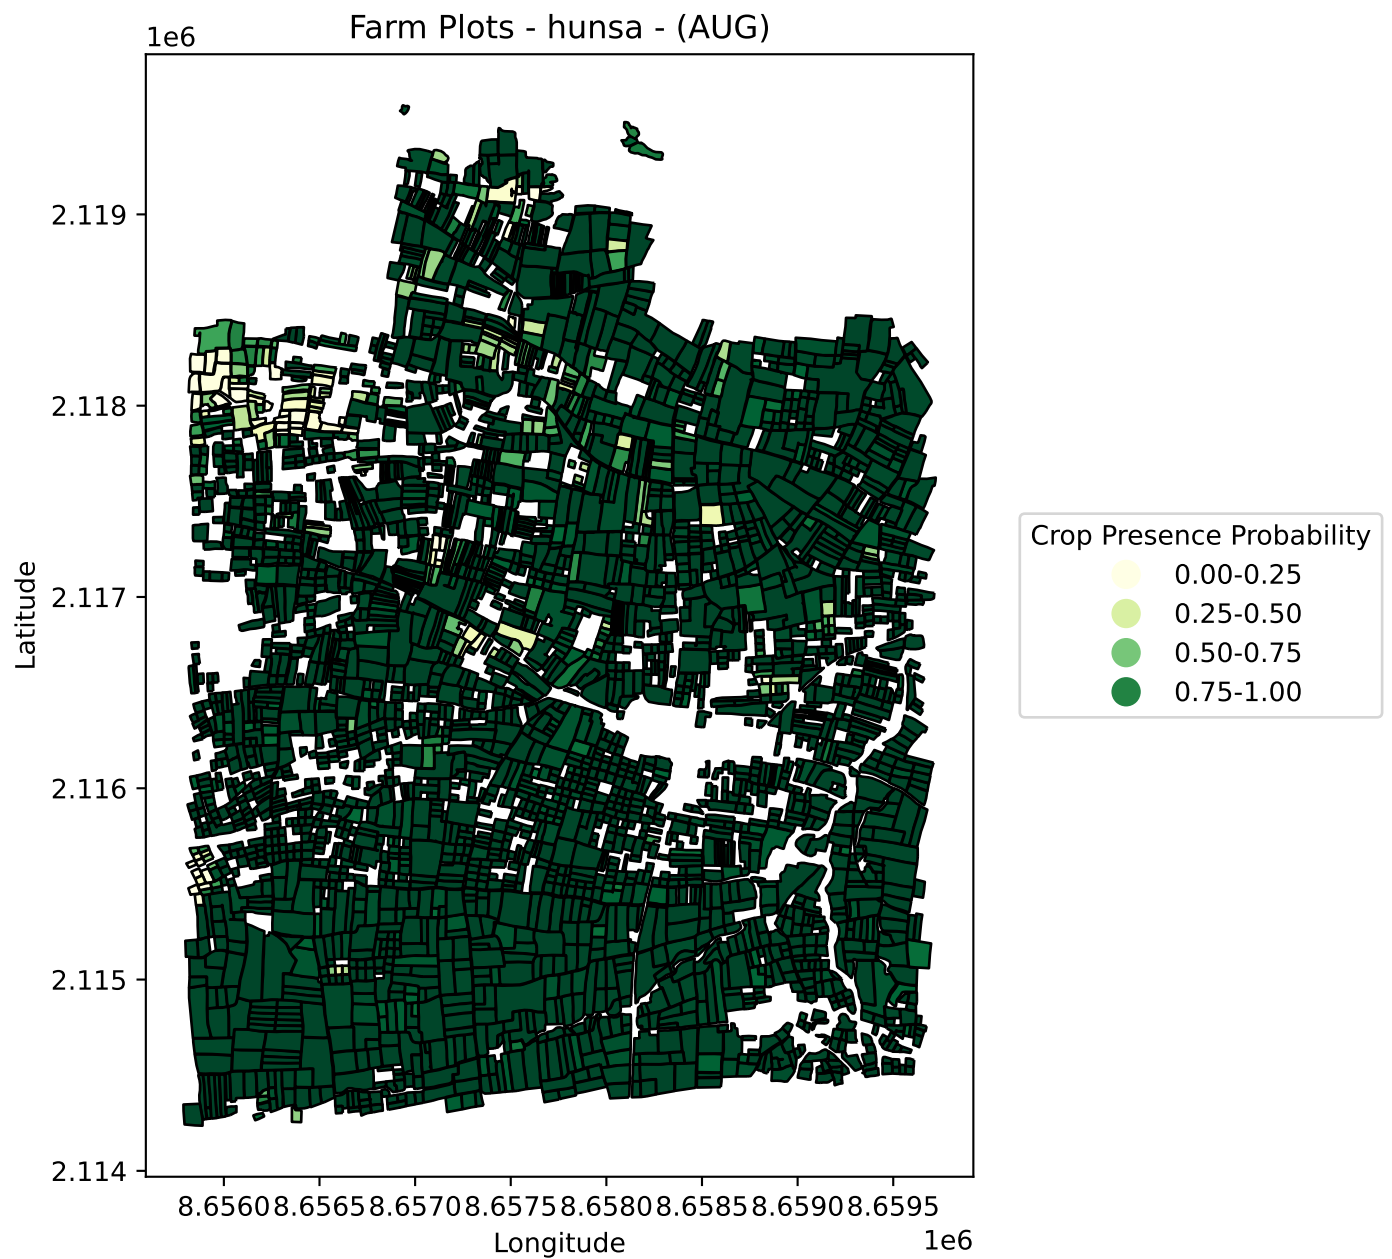 Farm Plots - hunsa - (AUG)
1e6
2.119
2.118
2.117
2.116
2.115
2.114
Latitude
8.6560 8.6565 8.6570 8.6575 8.6580 8.6585 8.6590 8.6595
Longitude
1e6
Crop Presence Probability
0.00-0.25
0.25-0.50
0.50-0.75
0.75-1.00